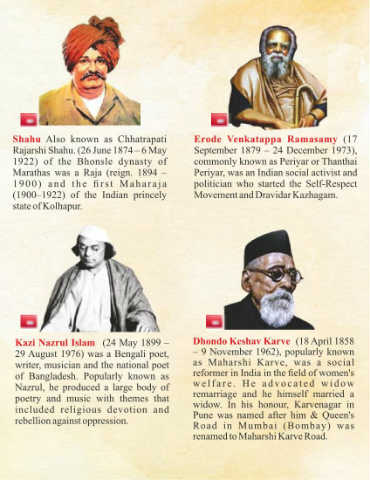 Shahu Also known as Chhatrapati
Rajarshi Shahu. (26 June 1874 – 6 May
1922) of the Bhonsle dynasty of
Marathas was a Raja (reign. 1894 –
1900) and the first Maharaja
(1900–1922) of the Indian princely
state of Kolhapur.
Erode Venkatappa Ramasamy (17
September 1879 – 24 December 1973),
commonly known as Periyar or Thanthai
Periyar, was an Indian social activist and
politician who started the Self-Respect
Movement and Dravidar Kazhagam.
Kazi Nazrul Islam (24 May 1899 –
29 August 1976) was a Bengali poet,
writer, musician and the national poet
of Bangladesh. Popularly known as
Nazrul, he produced a large body of
poetry and music with themes that
included religious devotion and
rebellion against oppression.
Dhondo Keshav Karve (18 April 1858
– 9 November 1962), popularly known
as Maharshi Karve, was a social
reformer in India in the field of women's
welfare. He advocated widow
remarriage and he himself married a
widow. In his honour, Karvenagar in
Pune was named after him & Queen's
Road in Mumbai (Bombay) was
renamed to Maharshi Karve Road.